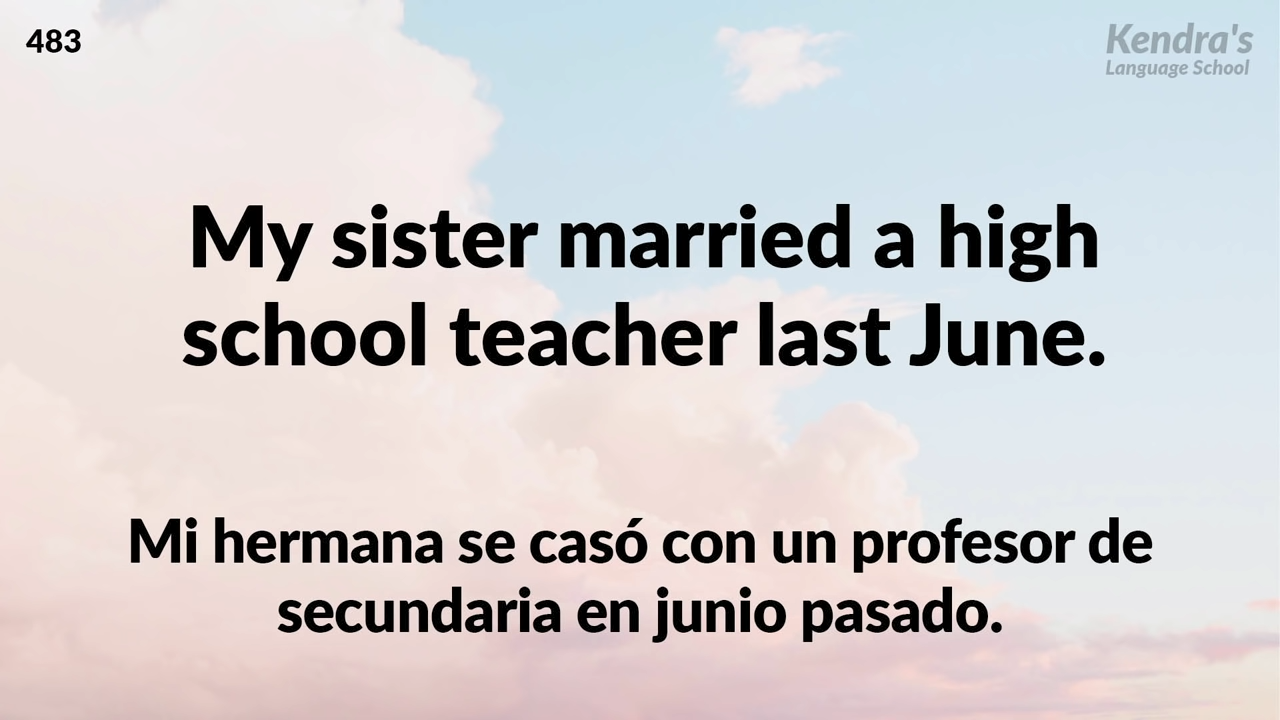 483
Kendra's
Language School
My sister married a high
school teacher last June.
Mi hermana se casó con un profesor de
secundaria en junio pasado.